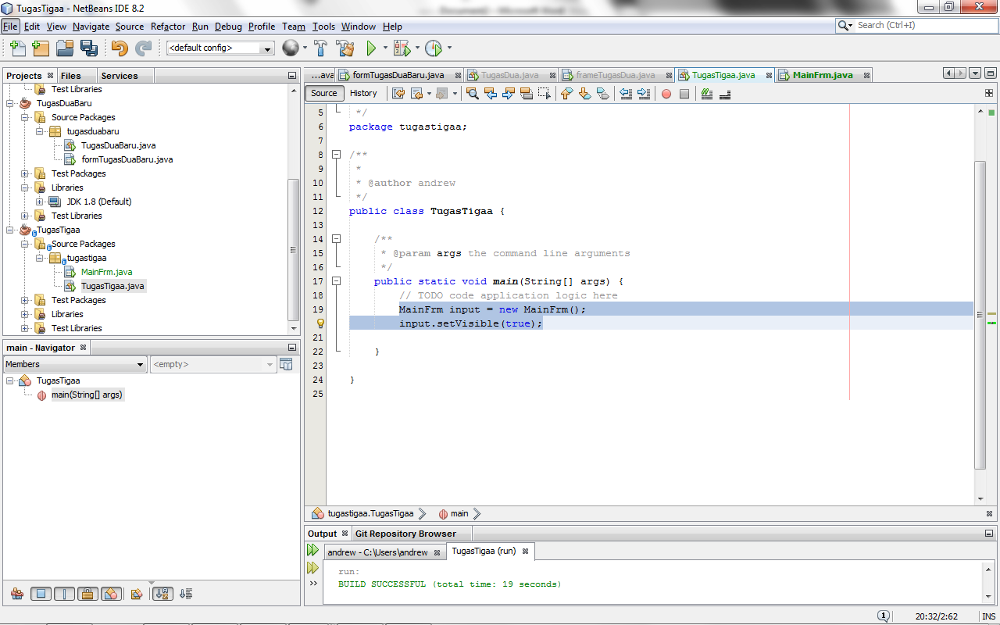 TugasTigaa - NetBeans IDE 8.2
File Edit View Navigate Source Refactor Run Debug Profile Team Tools Window Help
Search (Ctrl+I)
<default config>
Projects Files Services
Test Libraries
TugasDuaBaru
Source Packages
tugasduabaru
TugasDuaBaru.java
formTugasDuaBaru.java
Test Packages
Libraries
JDK 1.8 (Default)
Test Libraries
TugasTigaa
Source Packages
tugastigaa
MainFrm.java
TugasTigaa.java
Test Packages
Libraries
Test Libraries
main - Navigator
Members <empty>
TugasTigaa
main(String[] args)
...ava formTugasDuaBaru.java TugasDua.java frameTugasDua.java TugasTigaa.java MainFrm.java
Source History
5 */
6 package tugastigaa;
7
8 /**
9 *
10 * @author andrew
11 */
12 public class TugasTigaa {
13
14 /**
15 * @param args the command line arguments
16 */
17 public static void main(String[] args) {
18 // TODO code application logic here
19 MainFrm input = new MainFrm();
input.setVisible(true);
21
22 }
23
24 }
25
tugastigaa.TugasTigaa main
Output Git Repository Browser
andrew - C:\Users\andrew TugasTigaa (run)
run:
BUILD SUCCESSFUL (total time: 19 seconds)
1 20:32/2:62 INS